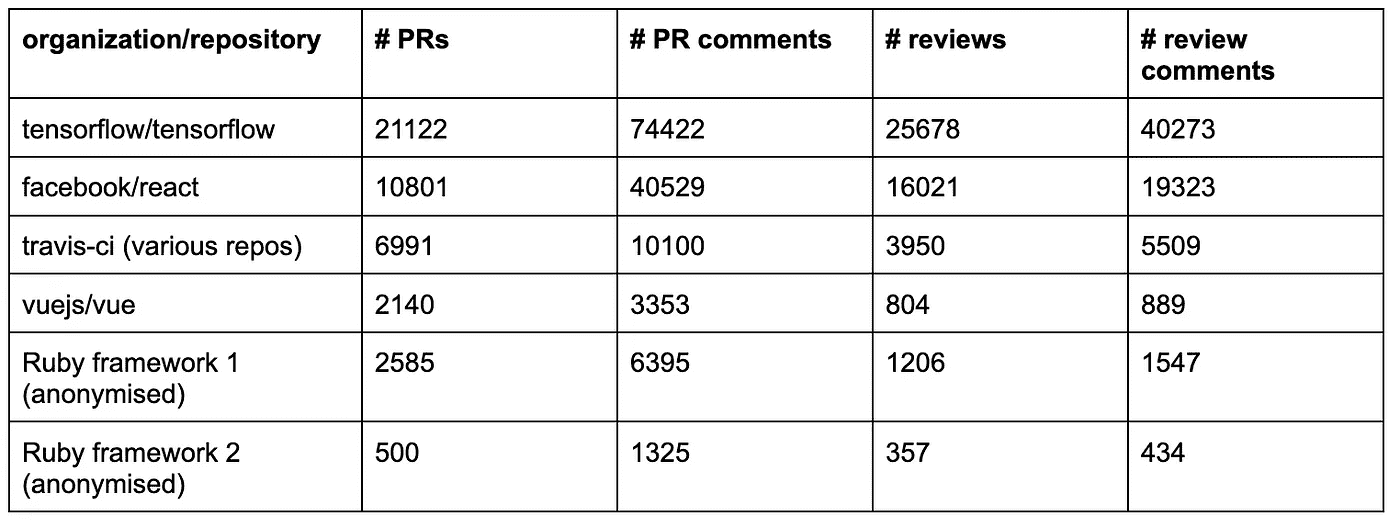 organization/repository # PRs # PR comments # reviews # review
comments
tensorflow/tensorflow 21122 74422 25678 40273
facebook/react 10801 40529 16021 19323
travis-ci (various repos) 6991 10100 3950 5509
vuejs/vue 2140 3353 804 889
Ruby framework 1 2585 6395 1206 1547
(anonymised)
Ruby framework 2 500 1325 357 434
(anonymised)